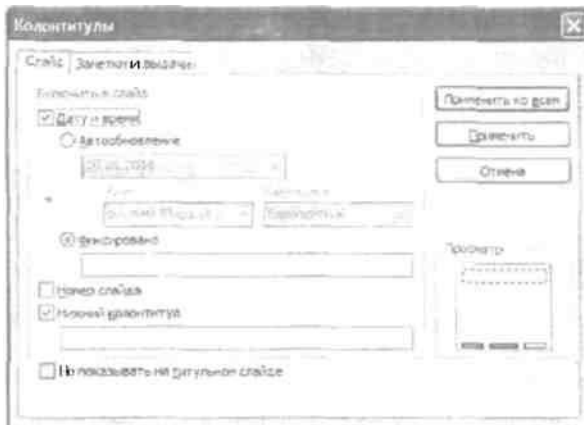 Колонтитулы
Слайд Заметки и выдачи
Включить в слайд
Применить ко всем
Дату и время
Автообновление
Применить
Отмена
Фиксировано
Просмотр
Номер слайда
Нижний колонтитул
Не показывать на титульном слайде